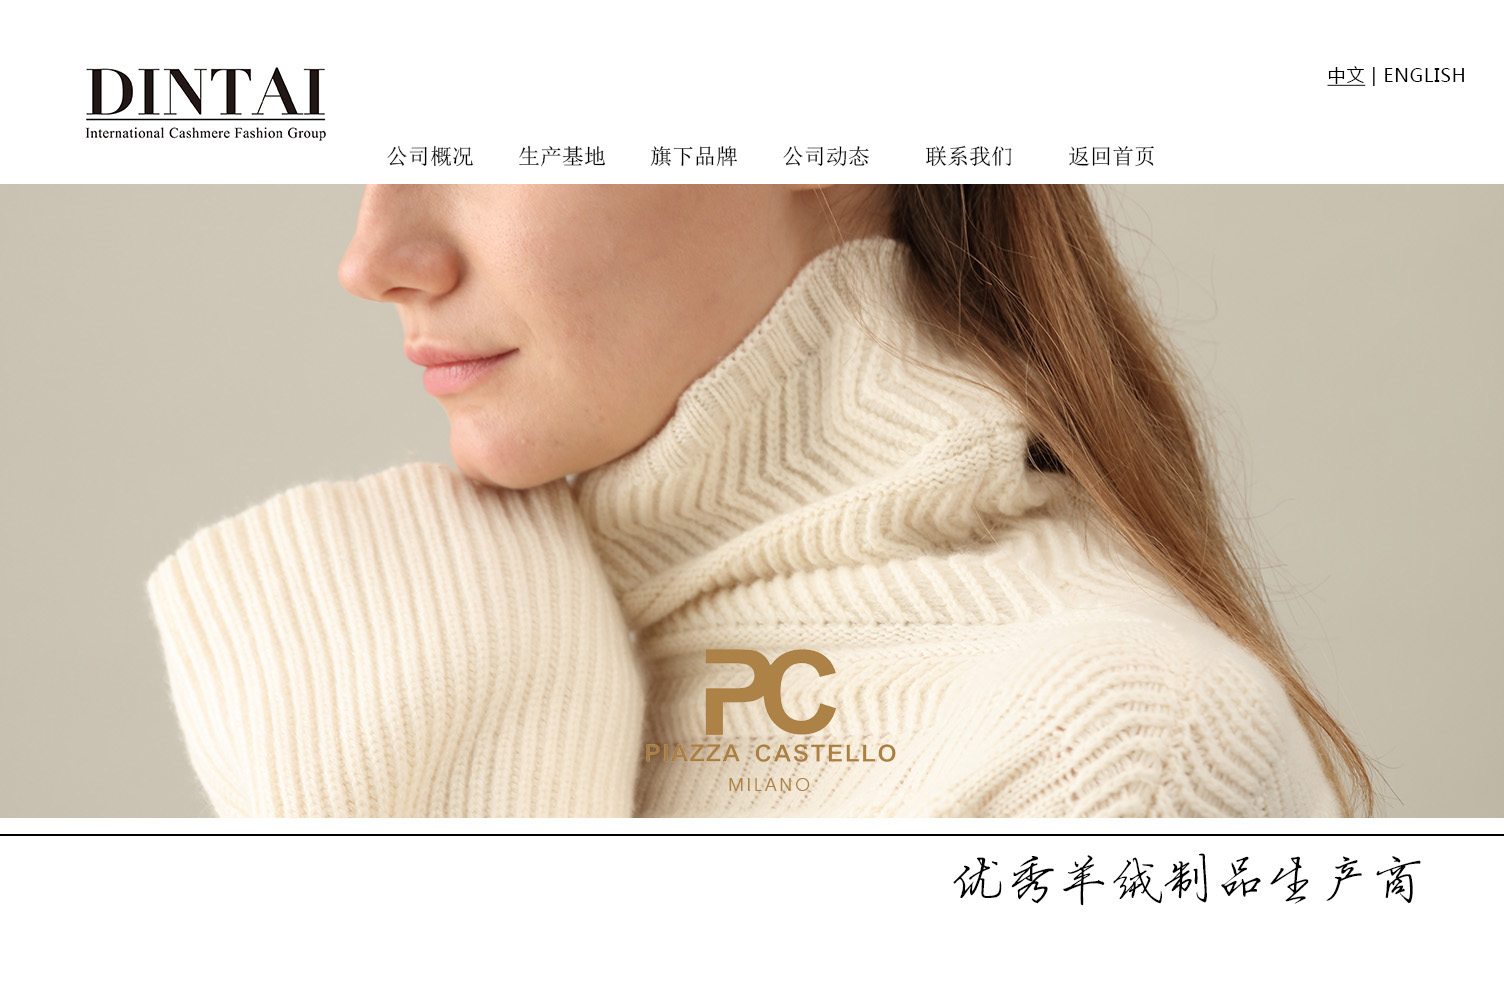 DINTAI
International Cashmere Fashion Group
中文 | ENGLISH
公司概况 生产基地 旗下品牌 公司动态 联系我们 返回首页
PC
PIAZZA CASTELLO
MILANO
优秀羊绒制品生产商